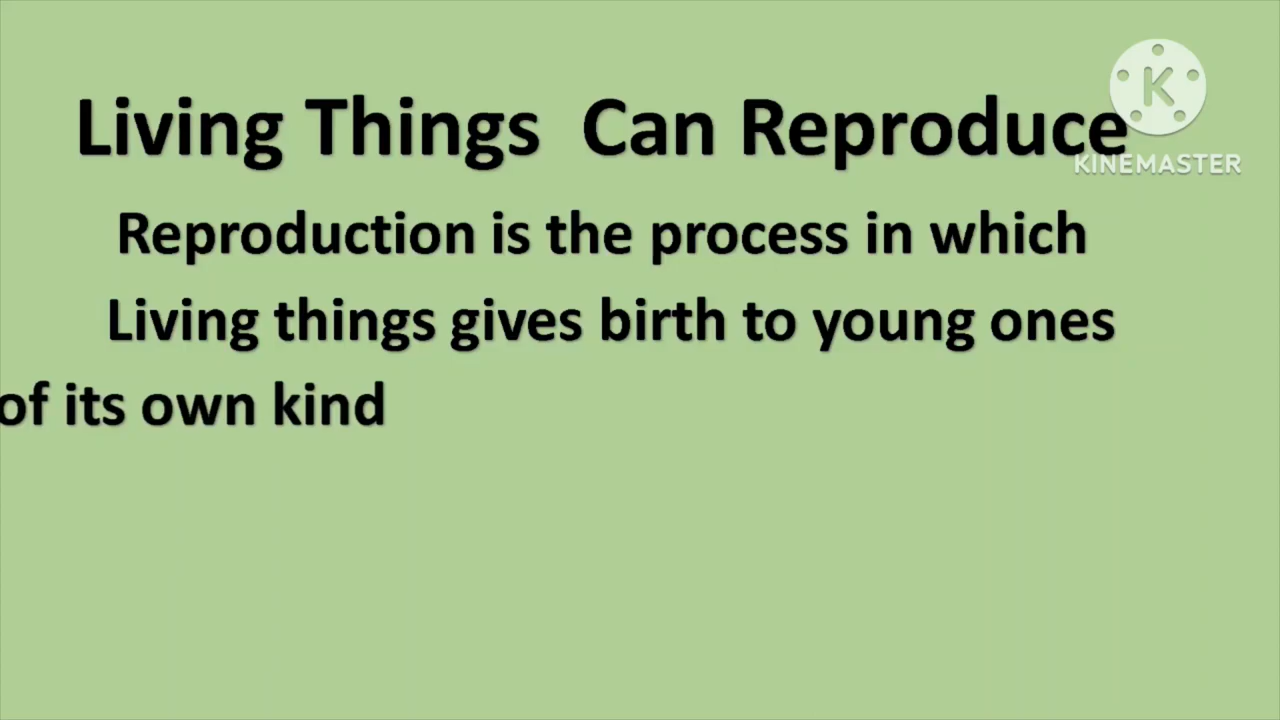 Living Things  Can Reproduce
KINEMASTER
Reproduction is the process in which
Living things gives birth to young ones
of its own kind